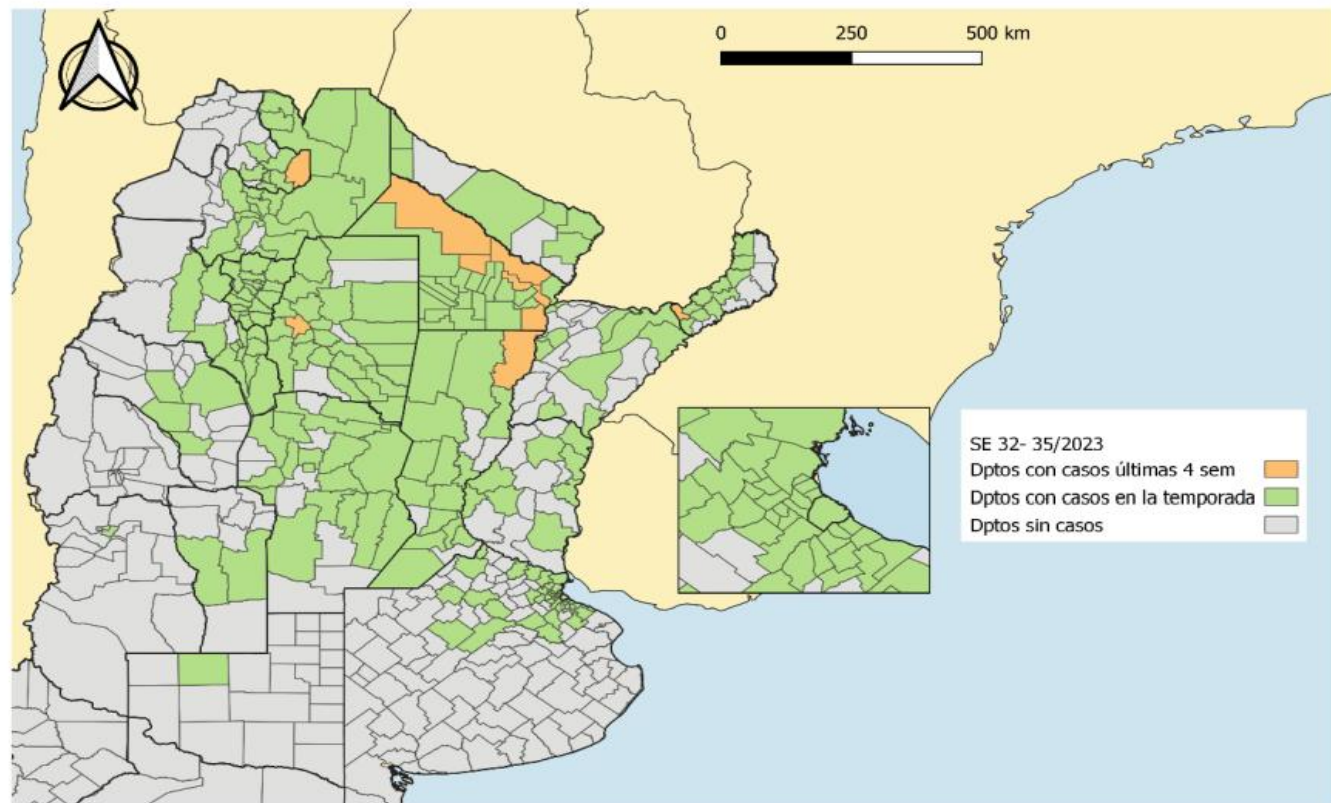 0 250 500 km
SE 32- 35/2023
Dptos con casos últimas 4 sem
Dptos con casos en la temporada
Dptos sin casos